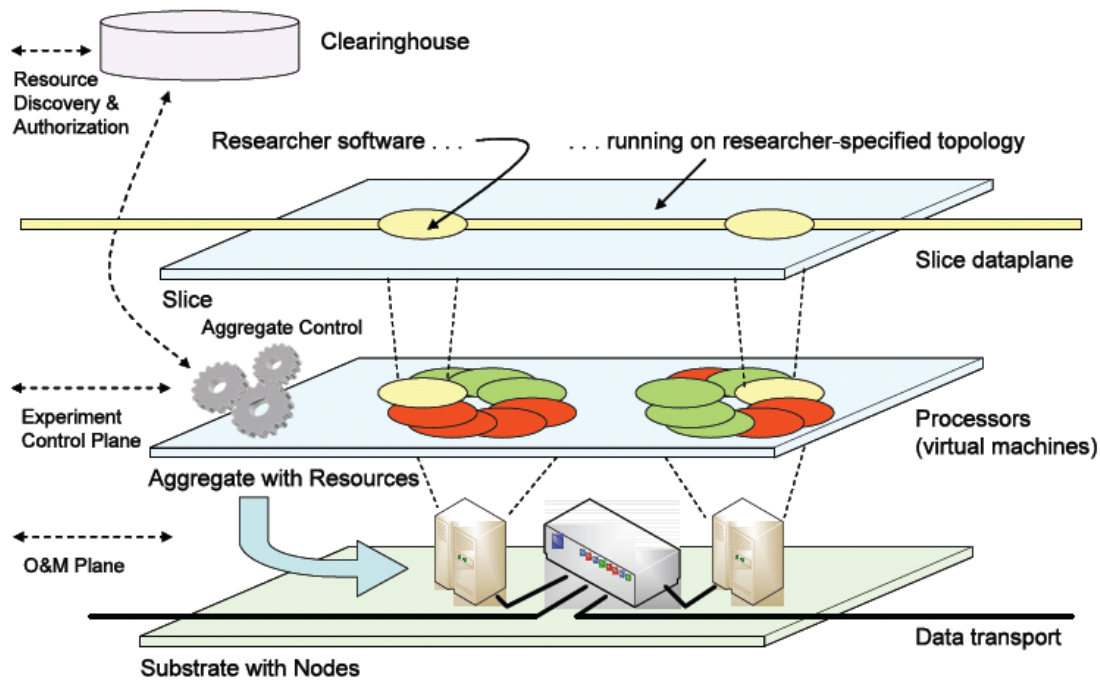 Clearinghouse
Resource
Discovery &
Authorization
Researcher software . . .
. . . running on researcher-specified topology
Slice dataplane
Slice
Aggregate Control
Experiment
Control Plane
Processors
(virtual machines)
Aggregate with Resources
O&M Plane
Data transport
Substrate with Nodes